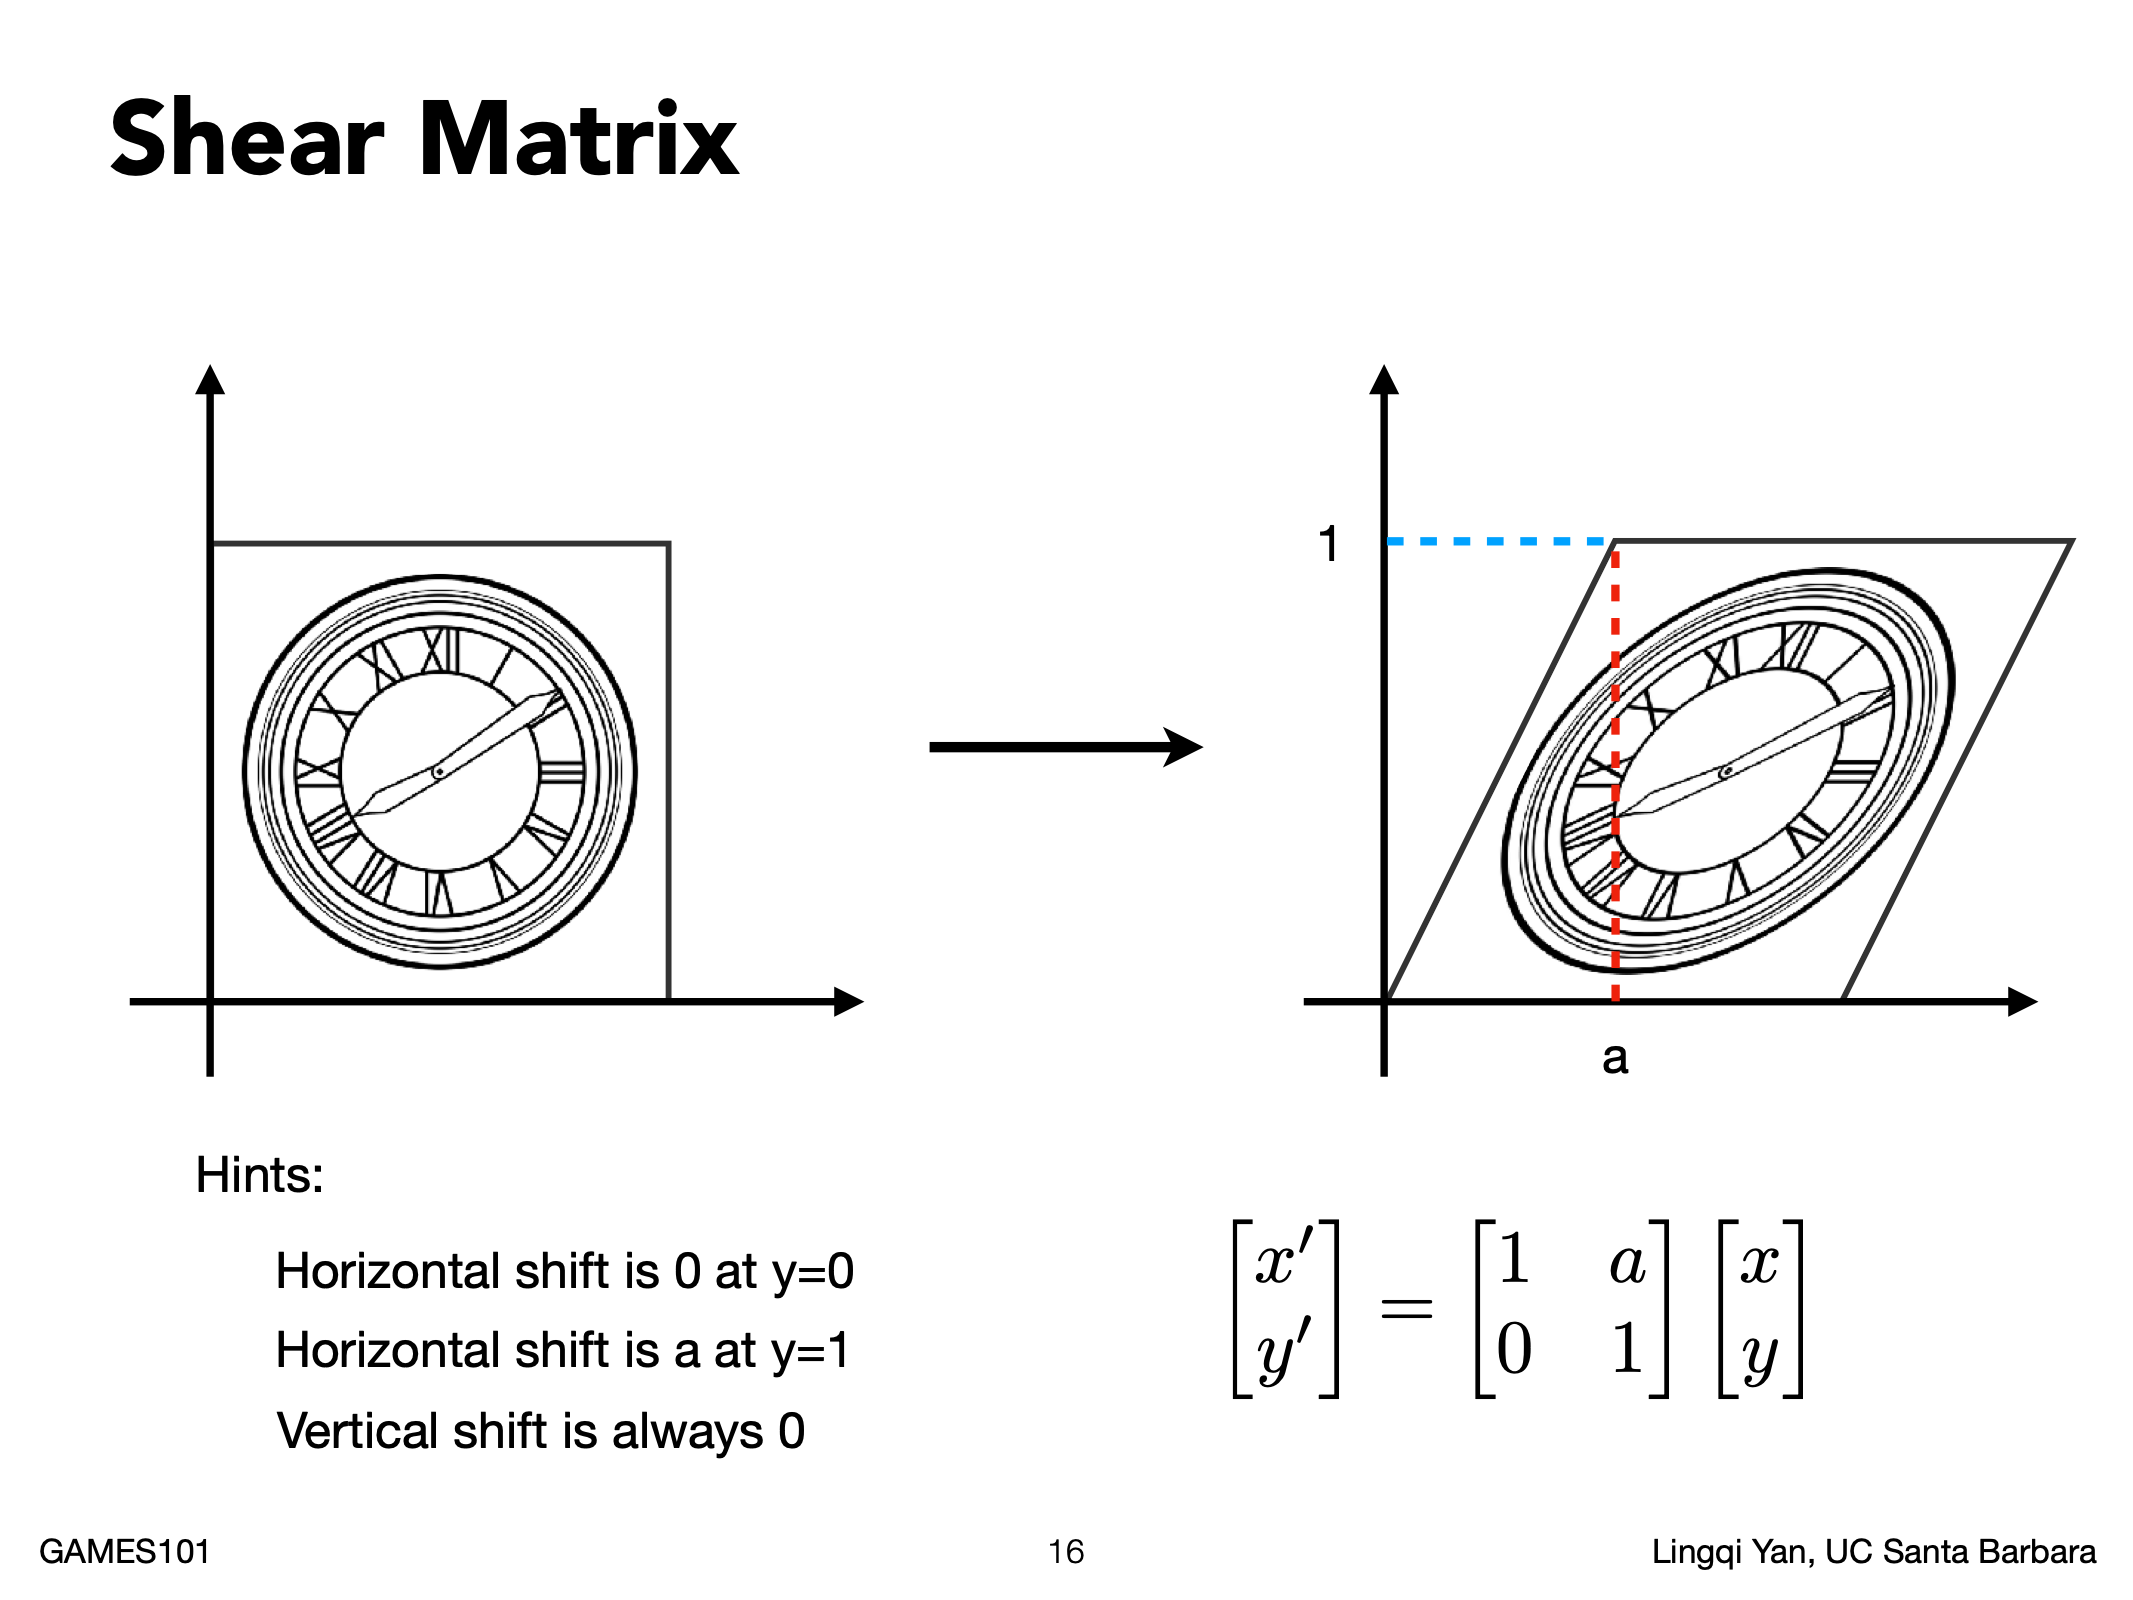 Shear Matrix
1
a
Hints:
Horizontal shift is 0 at y=0
Horizontal shift is a at y=1
Vertical shift is always 0
[x′ y′] = [1 a 0 1] [x y]
GAMES101 16 Lingqi Yan, UC Santa Barbara